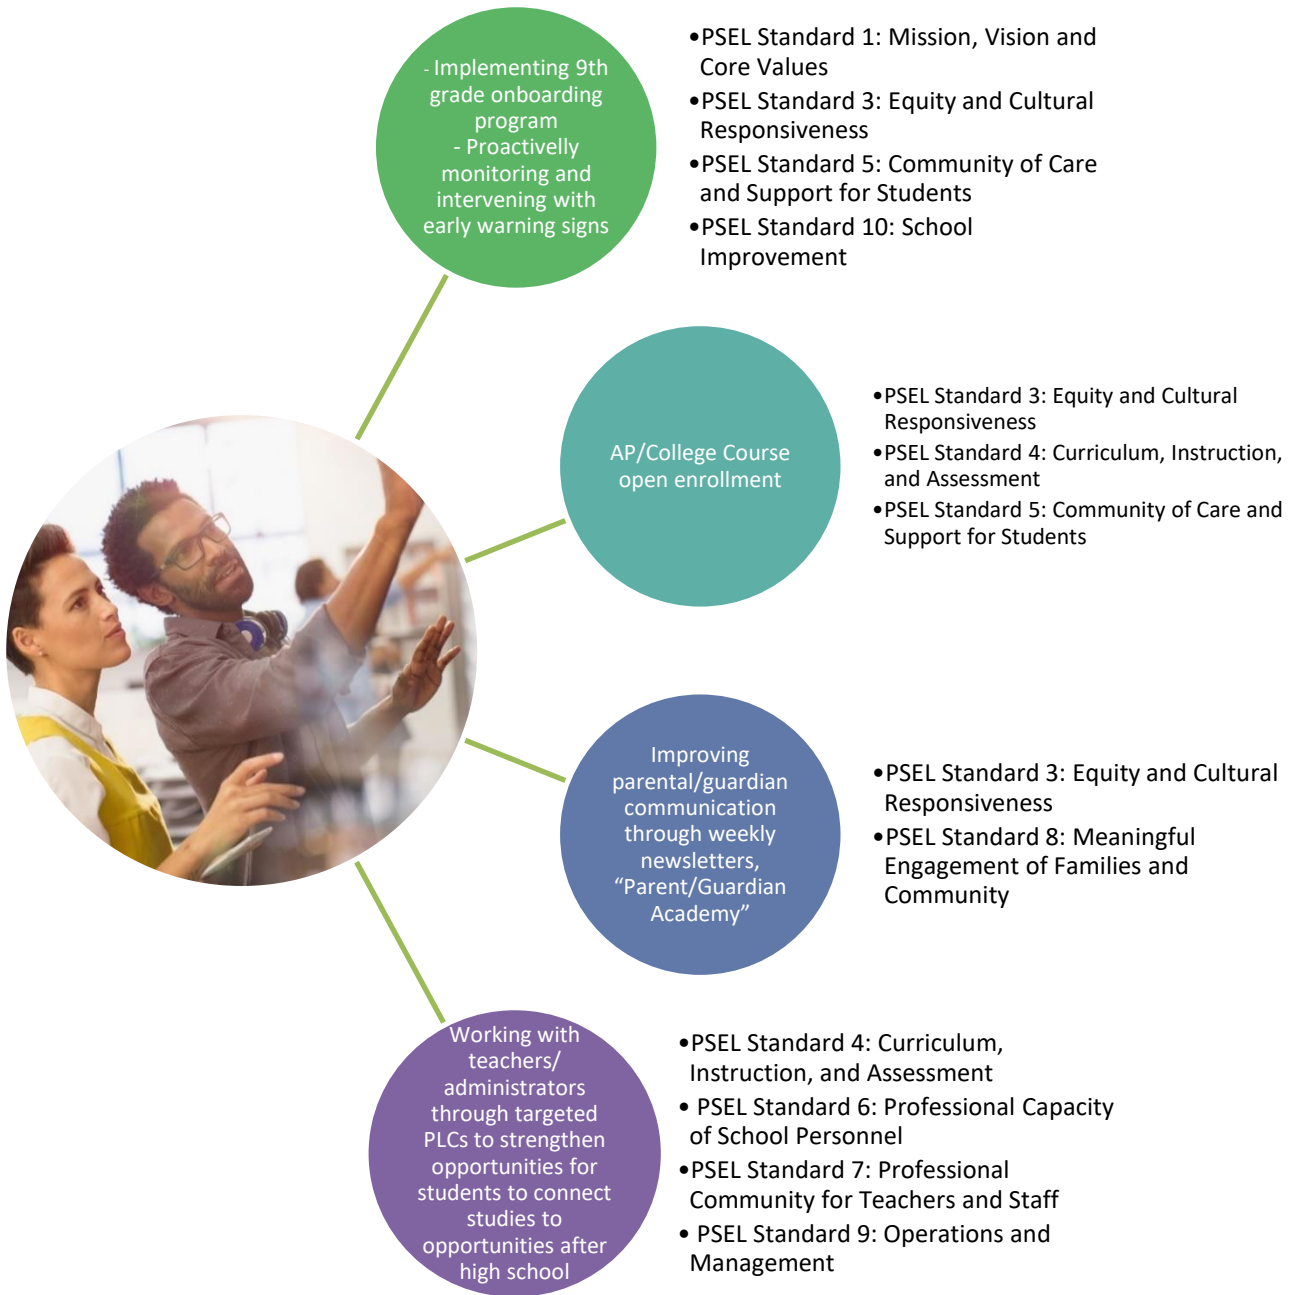 - Implementing 9th
grade onboarding
program
- Proactivelly
monitoring and
intervening with
early warning signs
•PSEL Standard 1: Mission, Vision and
Core Values
•PSEL Standard 3: Equity and Cultural
Responsiveness
•PSEL Standard 5: Community of Care
and Support for Students
•PSEL Standard 10: School
Improvement
AP/College Course
open enrollment
•PSEL Standard 3: Equity and Cultural
Responsiveness
•PSEL Standard 4: Curriculum, Instruction,
and Assessment
•PSEL Standard 5: Community of Care and
Support for Students
Improving
parental/guardian
communication
through weekly
newsletters,
“Parent/Guardian
Academy”
•PSEL Standard 3: Equity and Cultural
Responsiveness
•PSEL Standard 8: Meaningful
Engagement of Families and
Community
Working with
teachers/
administrators
through targeted
PLCs to strengthen
opportunities for
students to connect
studies to
opportunities after
high school
•PSEL Standard 4: Curriculum,
Instruction, and Assessment
• PSEL Standard 6: Professional Capacity
of School Personnel
•PSEL Standard 7: Professional
Community for Teachers and Staff
• PSEL Standard 9: Operations and
Management